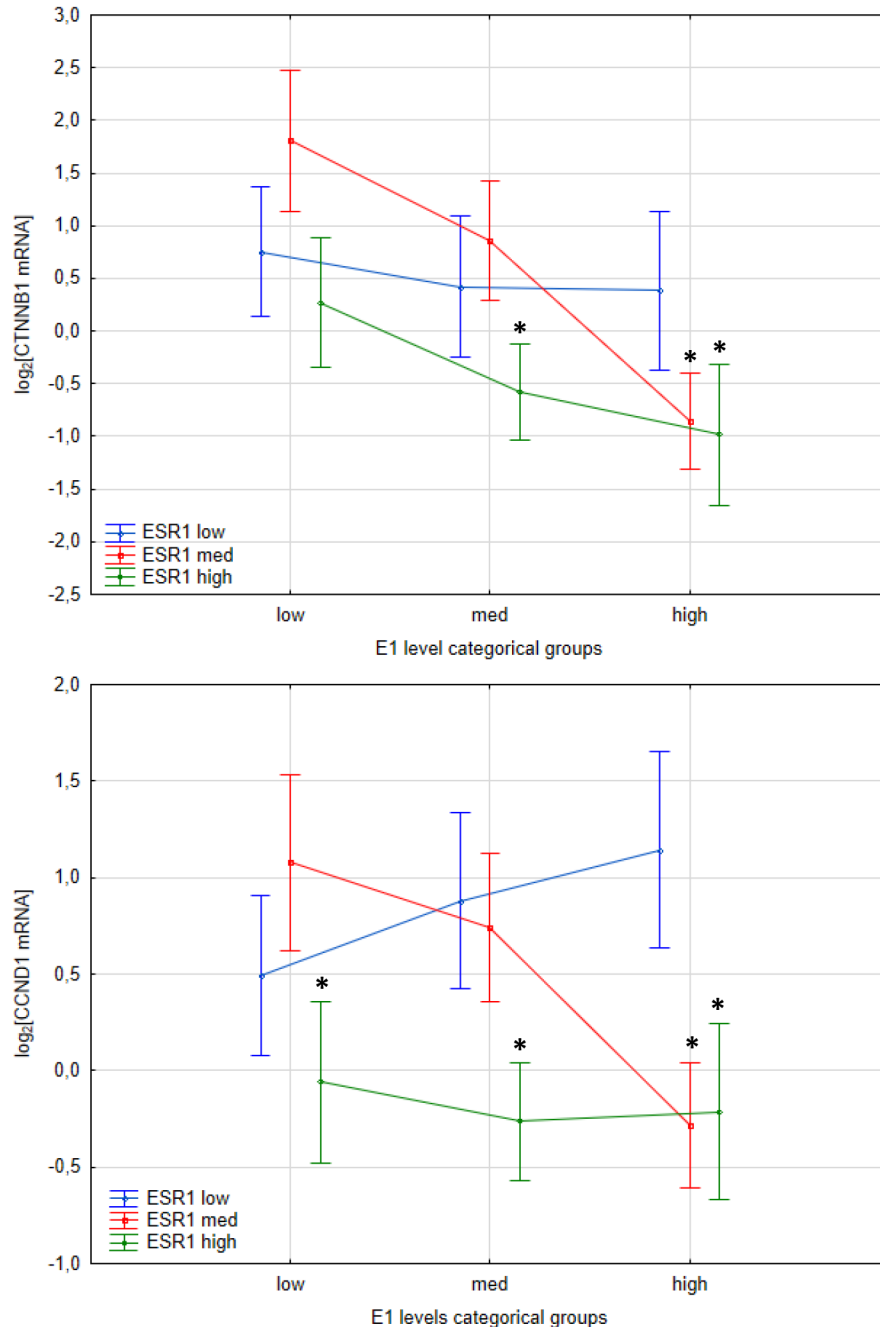 3,0
2,5
2,0
1,5
1,0
0,5
0,0
-0,5
-1,0
-1,5
-2,0
-2,5
log₂[CTNNB1 mRNA]
*
*
*
ESR1 low
ESR1 med
ESR1 high
low
med
high
E1 level categorical groups
2,0
1,5
1,0
0,5
0,0
-0,5
-1,0
log₂[CCND1 mRNA]
*
*
*
*
ESR1 low
ESR1 med
ESR1 high
low
med
high
E1 levels categorical groups